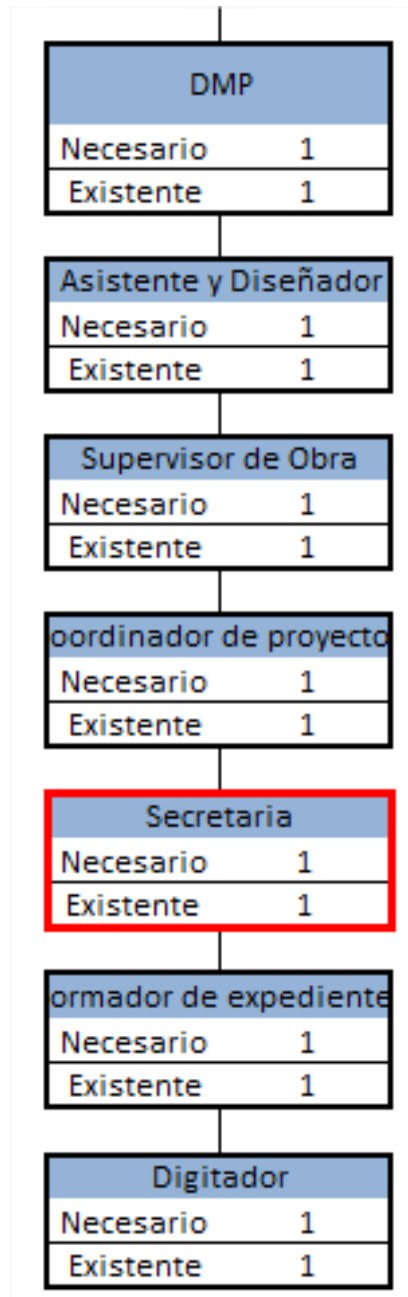 DMP
Necesario 1
Existente 1
Asistente y Diseñador
Necesario 1
Existente 1
Supervisor de Obra
Necesario 1
Existente 1
oordinador de proyecto
Necesario 1
Existente 1
Secretaria
Necesario 1
Existente 1
ormador de expediente
Necesario 1
Existente 1
Digitador
Necesario 1
Existente 1